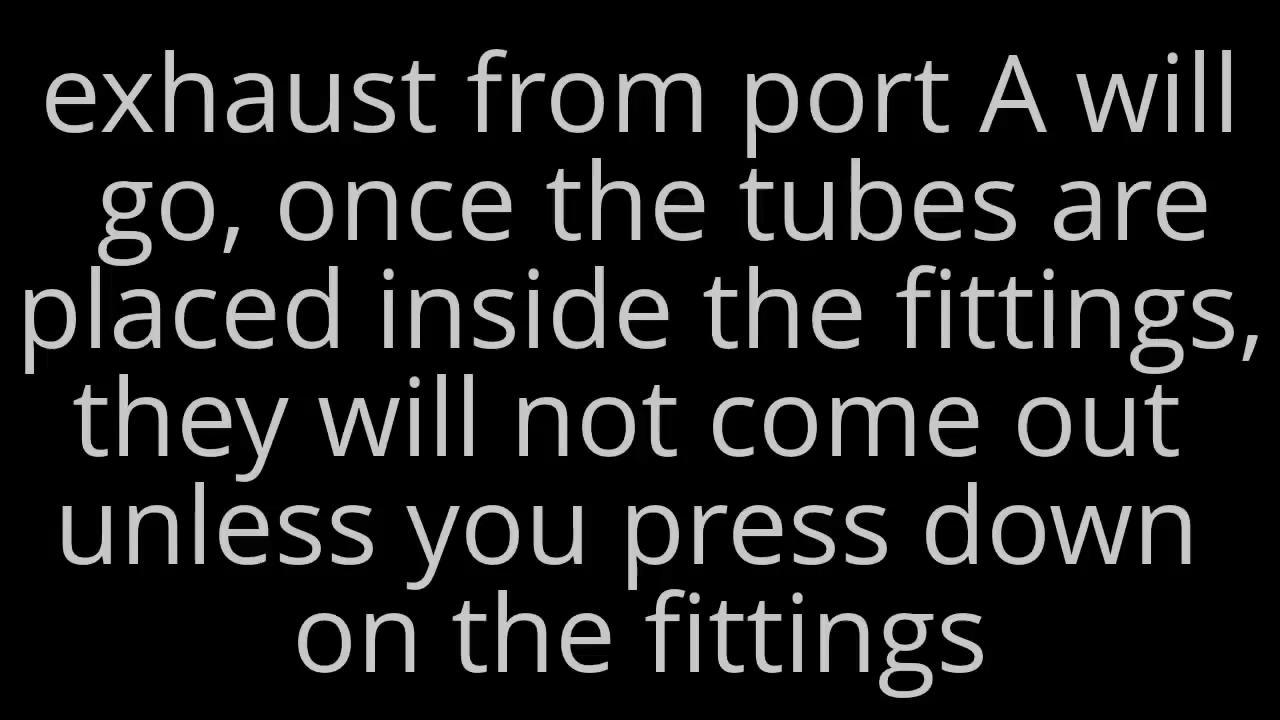 exhaust from port A will
go, once the tubes are
placed inside the fittings,
they will not come out
unless you press down
on the fittings